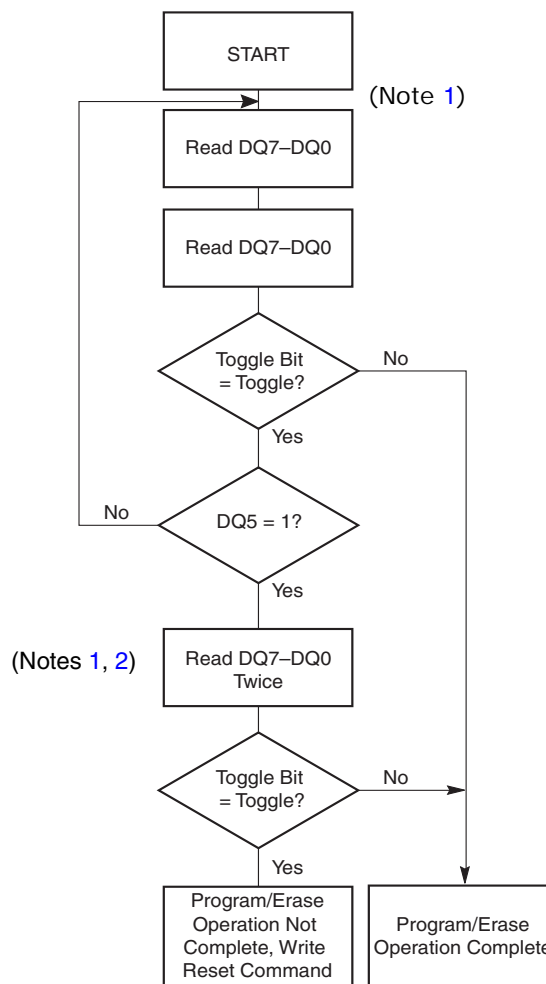 START
(Note 1)
Read DQ7–DQ0
Read DQ7–DQ0
Toggle Bit
= Toggle?
No
Yes
No
DQ5 = 1?
Yes
(Notes 1, 2)
Read DQ7–DQ0
Twice
Toggle Bit
= Toggle?
No
Yes
Program/Erase
Operation Not
Complete, Write
Reset Command
Program/Erase
Operation Complete